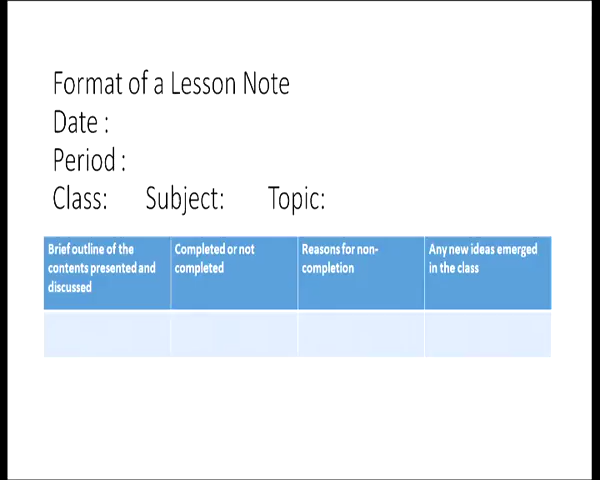 Format of a Lesson Note
Date :
Period :
Class: Subject: Topic:
Brief outline of the
contents presented and
discussed
Completed or not
completed
Reasons for non-
completion
Any new ideas emerged
in the class